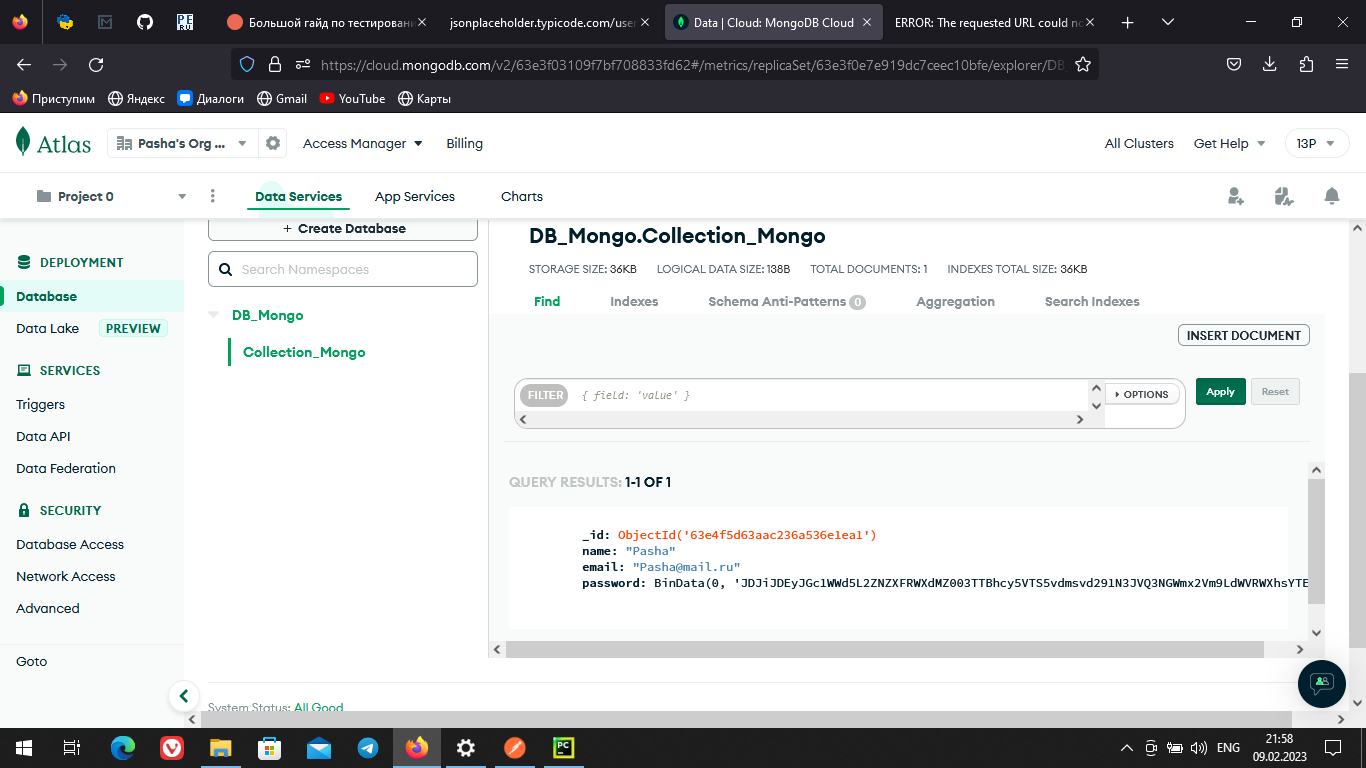 Большой гайд по тестировани
jsonplaceholder.typicode.com/user
Data | Cloud: MongoDB Cloud
ERROR: The requested URL could no
https://cloud.mongodb.com/v2/63e3f03109f7bf708833fd62#/metrics/replicaSet/63e3f0e7e919dc7ceec10bfe/explorer/DB_
Приступим Яндекс Диалоги Gmail YouTube Карты
Atlas Pasha's Org ... Access Manager Billing All Clusters Get Help 13P
Project 0 Data Services App Services Charts
DEPLOYMENT
Database
Data Lake PREVIEW
SERVICES
Triggers
Data API
Data Federation
SECURITY
Database Access
Network Access
Advanced
Goto
+ Create Database
Search Namespaces
DB_Mongo
Collection_Mongo
DB_Mongo.Collection_Mongo
STORAGE SIZE: 36KB LOGICAL DATA SIZE: 138B TOTAL DOCUMENTS: 1 INDEXES TOTAL SIZE: 36KB
Find Indexes Schema Anti-Patterns 0 Aggregation Search Indexes
INSERT DOCUMENT
FILTER { field: 'value' } OPTIONS Apply Reset
QUERY RESULTS: 1-1 OF 1
_id: ObjectId('63e4f5d63aac236a536e1ea1')
name: "Pasha"
email: "Pasha@mail.ru"
password: BinData(0, 'JDJiJDEyJGc1WWd5L2ZNZXFRWXdMZ003TTBhcy5VTS5vdmsvd291N3JVQ3NGWmx2Vm9LdWVRWXhsYTE
System Status: All Good
PC
ENG
21:58
09.02.2023